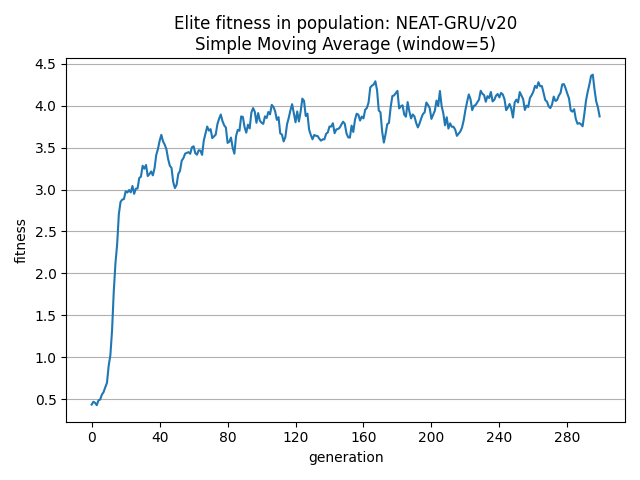 Elite fitness in population: NEAT-GRU/v20
Simple Moving Average (window=5)
4.5
4.0
3.5
3.0
2.5
2.0
1.5
1.0
0.5
fitness
0 40 80 120 160 200 240 280
generation